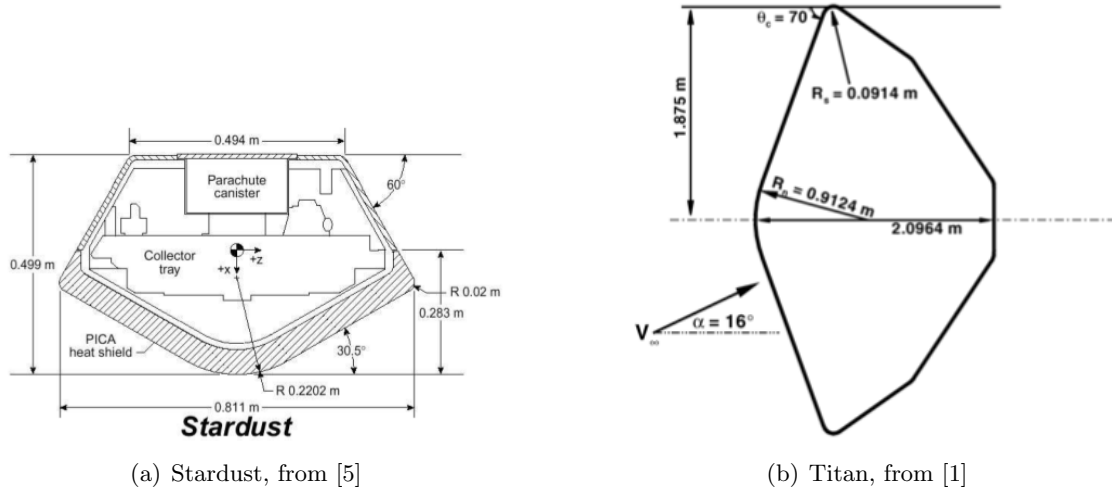 0.494 m
Parachute
canister
60°
0.499 m
Collector
tray
+x
+z
R 0.02 m
0.283 m
PICA
heat shield
30.5°
R 0.2202 m
0.811 m
Stardust
(a) Stardust, from [5]
θc = 70
1.875 m
Rs = 0.0914 m
Rn = 0.9124 m
2.0964 m
α = 16°
V∞
(b) Titan, from [1]